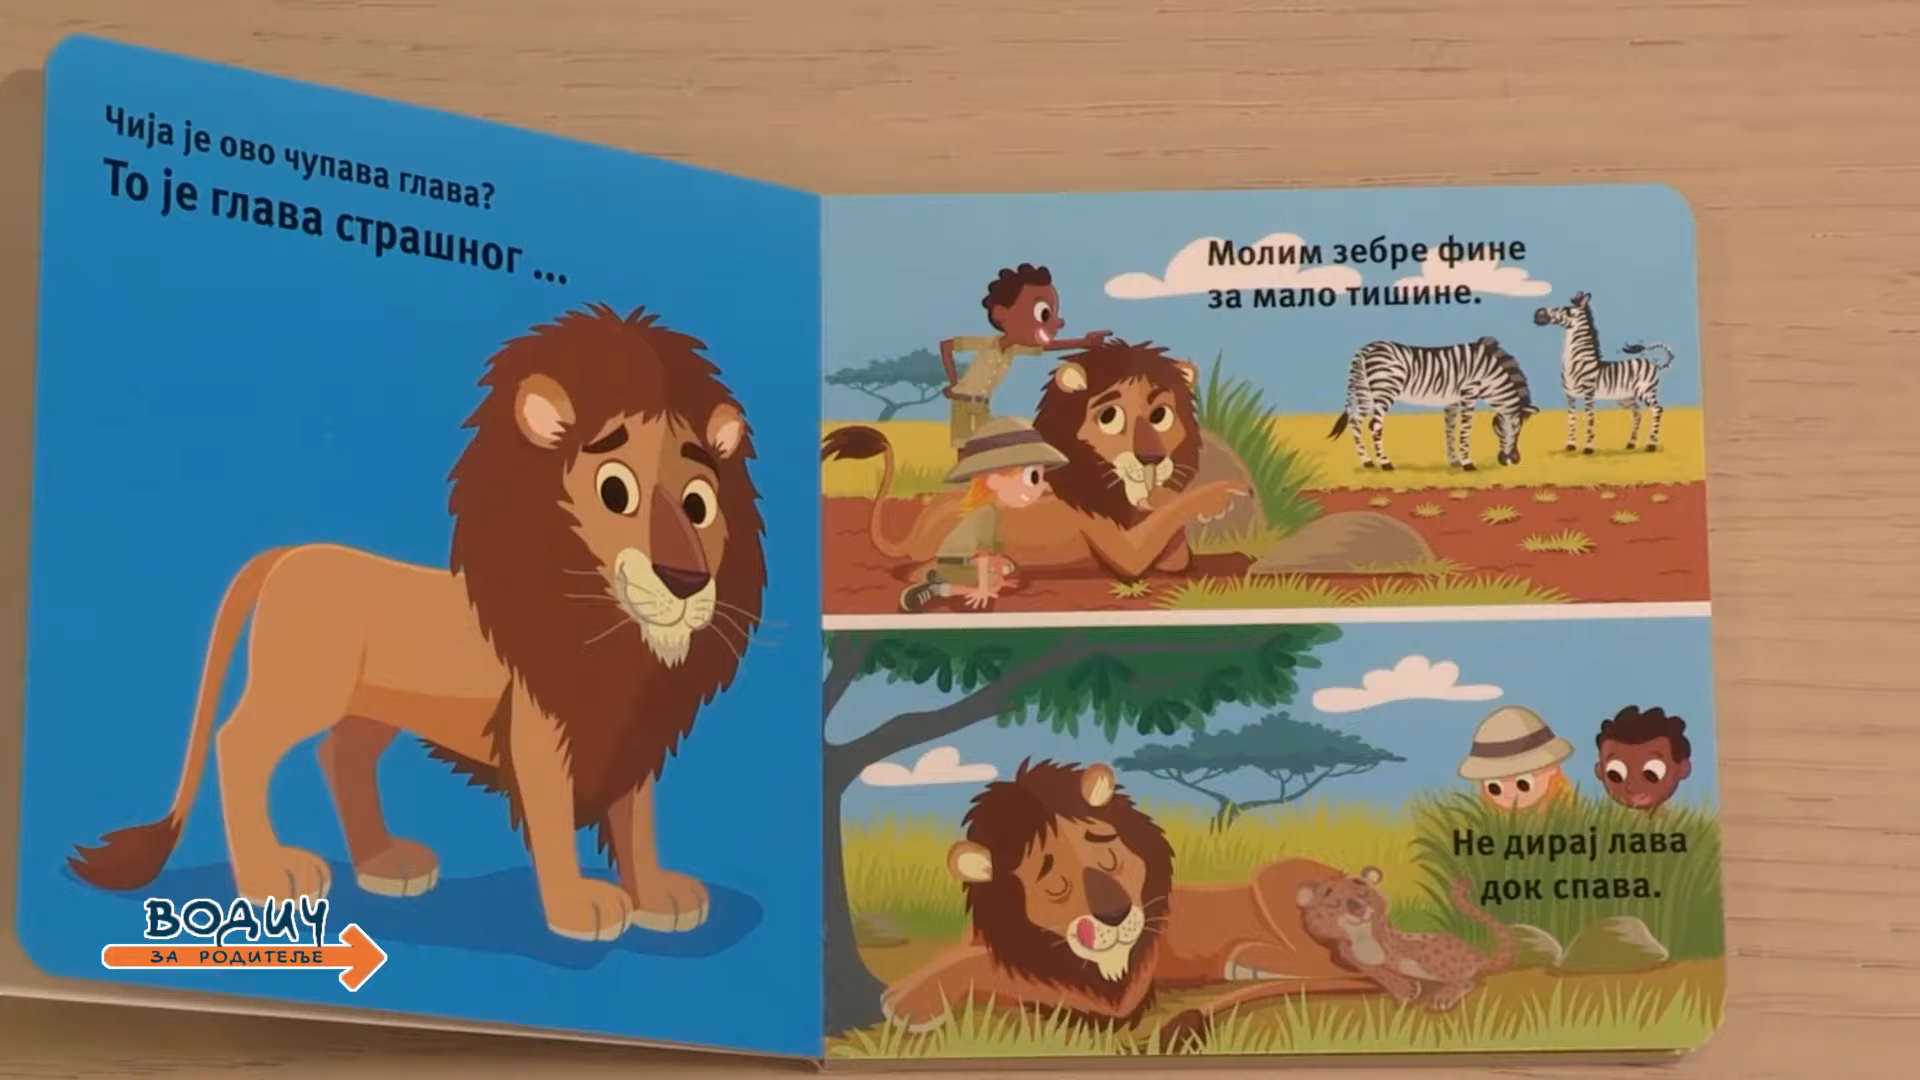 Чија је ово чупава глава?
То је глава страшног ...
Молим зебре фине
за мало тишине.
Не дирај лава
док спава.
ВОДИЧ
ЗА РОДИТЕЉЕ